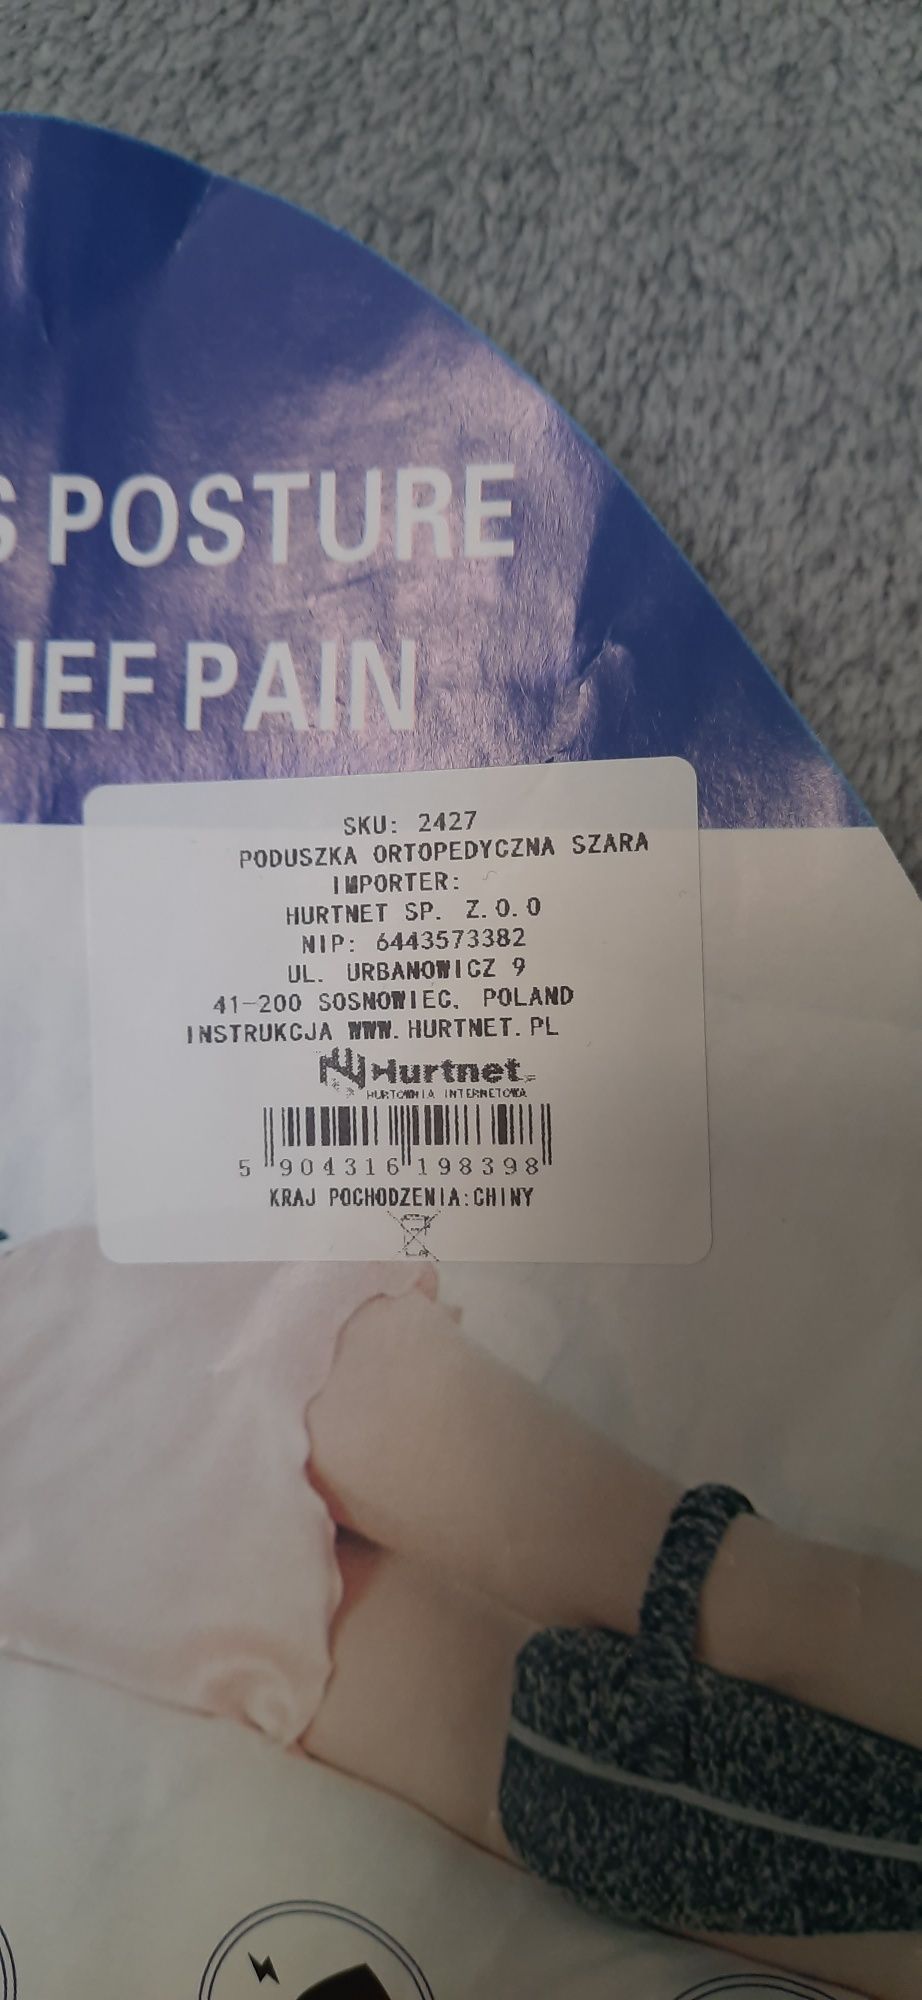 S POSTURE
LIEF PAIN
SKU: 2427
PODUSZKA ORTOPEDYCZNA SZARA
IMPORTER:
HURTNET SP. Z.O.O
NIP: 6443573382
UL. URBANOWICZ 9
41-200 SOSNOWIEC. POLAND
INSTRUKCJA WWW.HURTNET.PL
Hurtnet
HURTOWNIA INTERNETOWA
5 904316 198398
KRAJ POCHODZENIA:CHINY